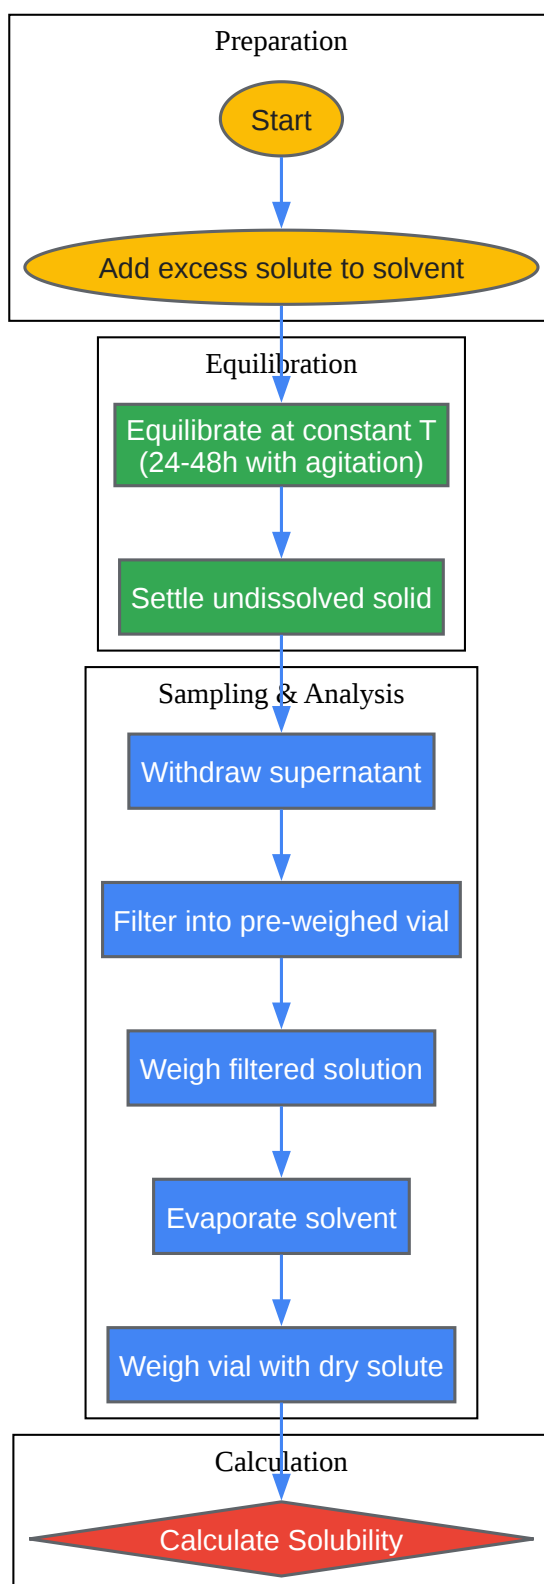 Preparation
Start
Add excess solute to solvent
Equilibration
Equilibrate at constant T
(24-48h with agitation)
Settle undissolved solid
Sampling & Analysis
Withdraw supernatant
Filter into pre-weighed vial
Weigh filtered solution
Evaporate solvent
Weigh vial with dry solute
Calculation
Calculate Solubility